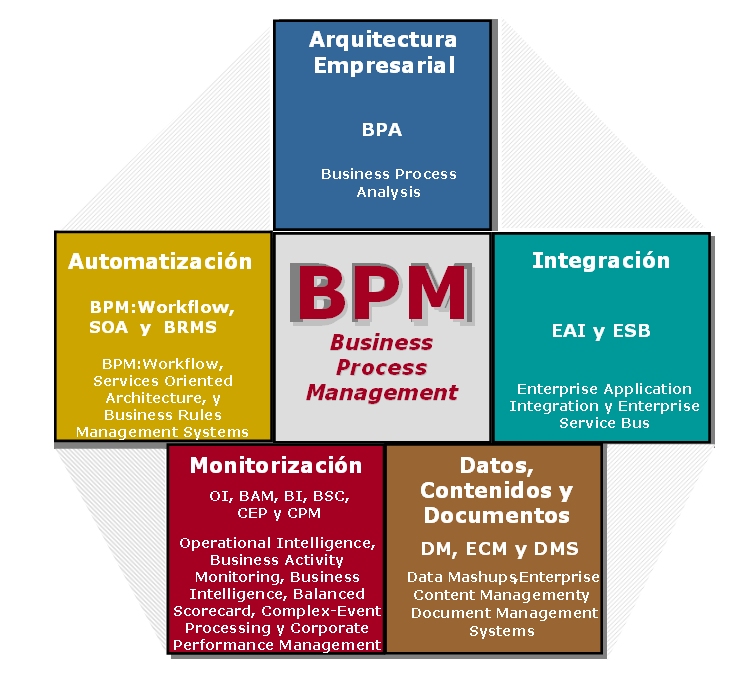 Arquitectura
Empresarial
BPA
Business Process
Analysis
Automatización
BPM:Workflow,
SOA y BRMS
BPM:Workflow,
Services Oriented
Architecture, y
Business Rules
Management Systems
BPM
Business
Process
Management
Integración
EAI y ESB
Enterprise Application
Integration y Enterprise
Service Bus
Monitorización
OI, BAM, BI, BSC,
CEP y CPM
Operational Intelligence,
Business Activity
Monitoring, Business
Intelligence, Balanced
Scorecard, Complex-Event
Processing y Corporate
Performance Management
Datos,
Contenidos y
Documentos
DM, ECM y DMS
Data Mashups,Enterprise
Content Managementy
Document Management
Systems